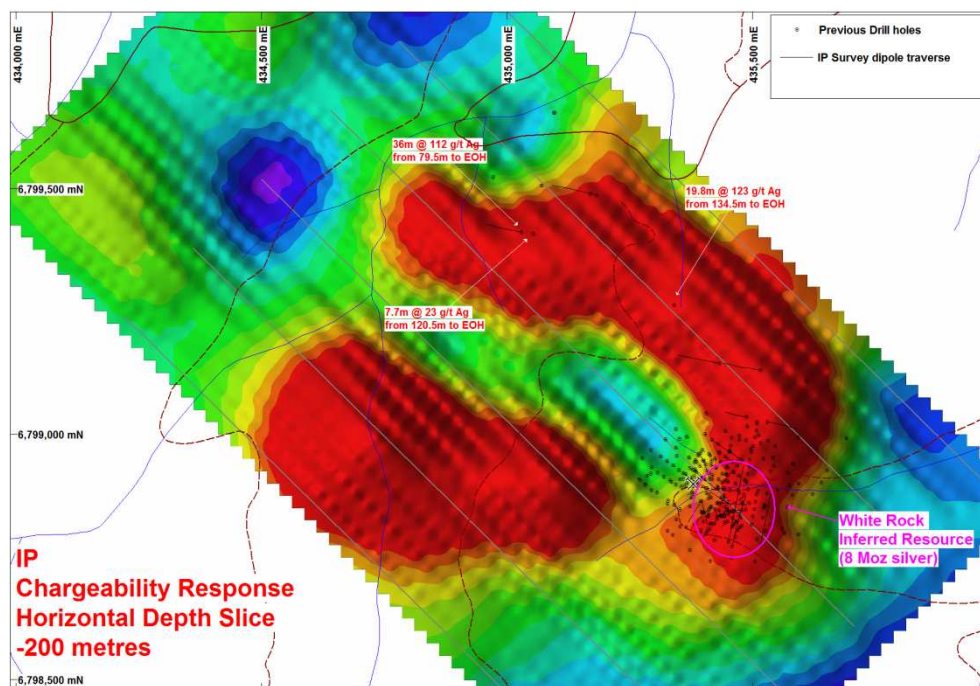 434,000 mE
434,500 mE
435,000 mE
435,500 mE
Previous Drill holes
IP Survey dipole traverse
36m @ 112 g/t Ag
from 79.5m to EOH
6,799,500 mN
19.8m @ 123 g/t Ag
from 134.5m to EOH
7.7m @ 23 g/t Ag
from 120.5m to EOH
6,799,000 mN
White Rock
Inferred Resource
(8 Moz silver)
IP
Chargeability Response
Horizontal Depth Slice
-200 metres
6,798,500 mN